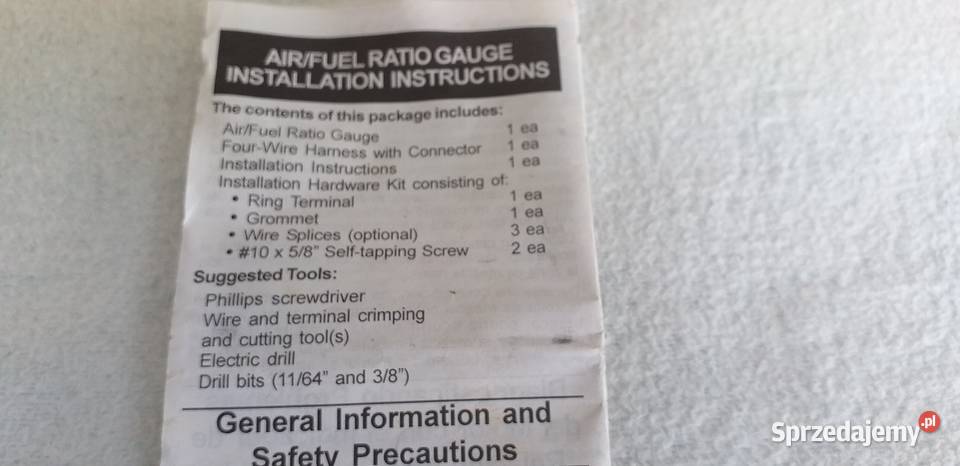 AIR/FUEL RATIO GAUGE
INSTALLATION INSTRUCTIONS
The contents of this package includes:
Air/Fuel Ratio Gauge 1 ea
Four-Wire Harness with Connector 1 ea
Installation Instructions 1 ea
Installation Hardware Kit consisting of:
• Ring Terminal 1 ea
• Grommet 1 ea
• Wire Splices (optional) 3 ea
• #10 x 5/8" Self-tapping Screw 2 ea
Suggested Tools:
Phillips screwdriver
Wire and terminal crimping
and cutting tool(s)
Electric drill
Drill bits (11/64" and 3/8")
General Information and
Safety Precautions
Sprzedajemy.pl